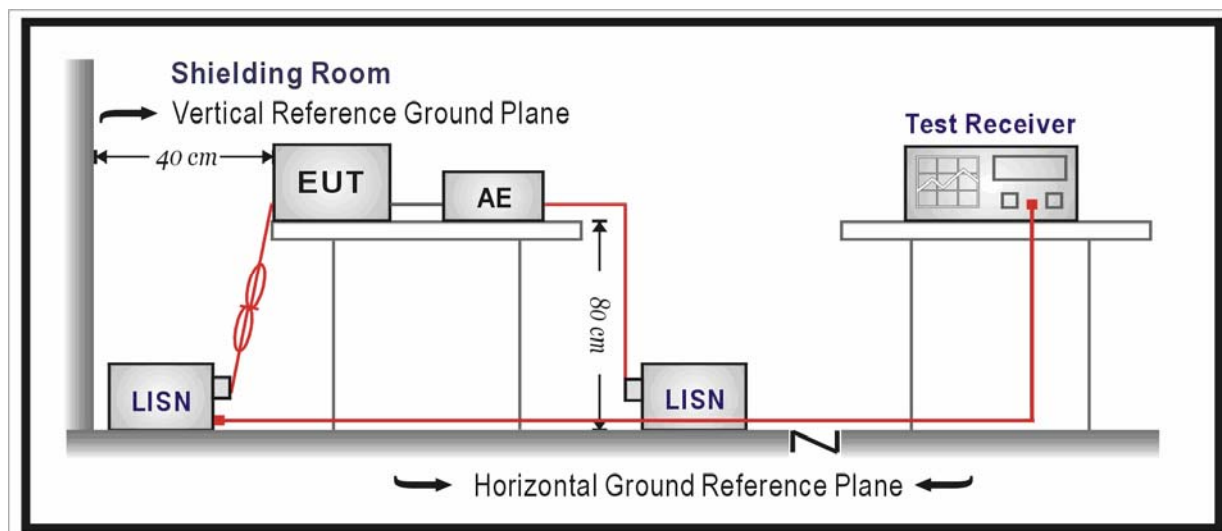 Shielding Room
Vertical Reference Ground Plane
Test Receiver
40 cm
EUT
AE
80 cm
LISN
LISN
Horizontal Ground Reference Plane